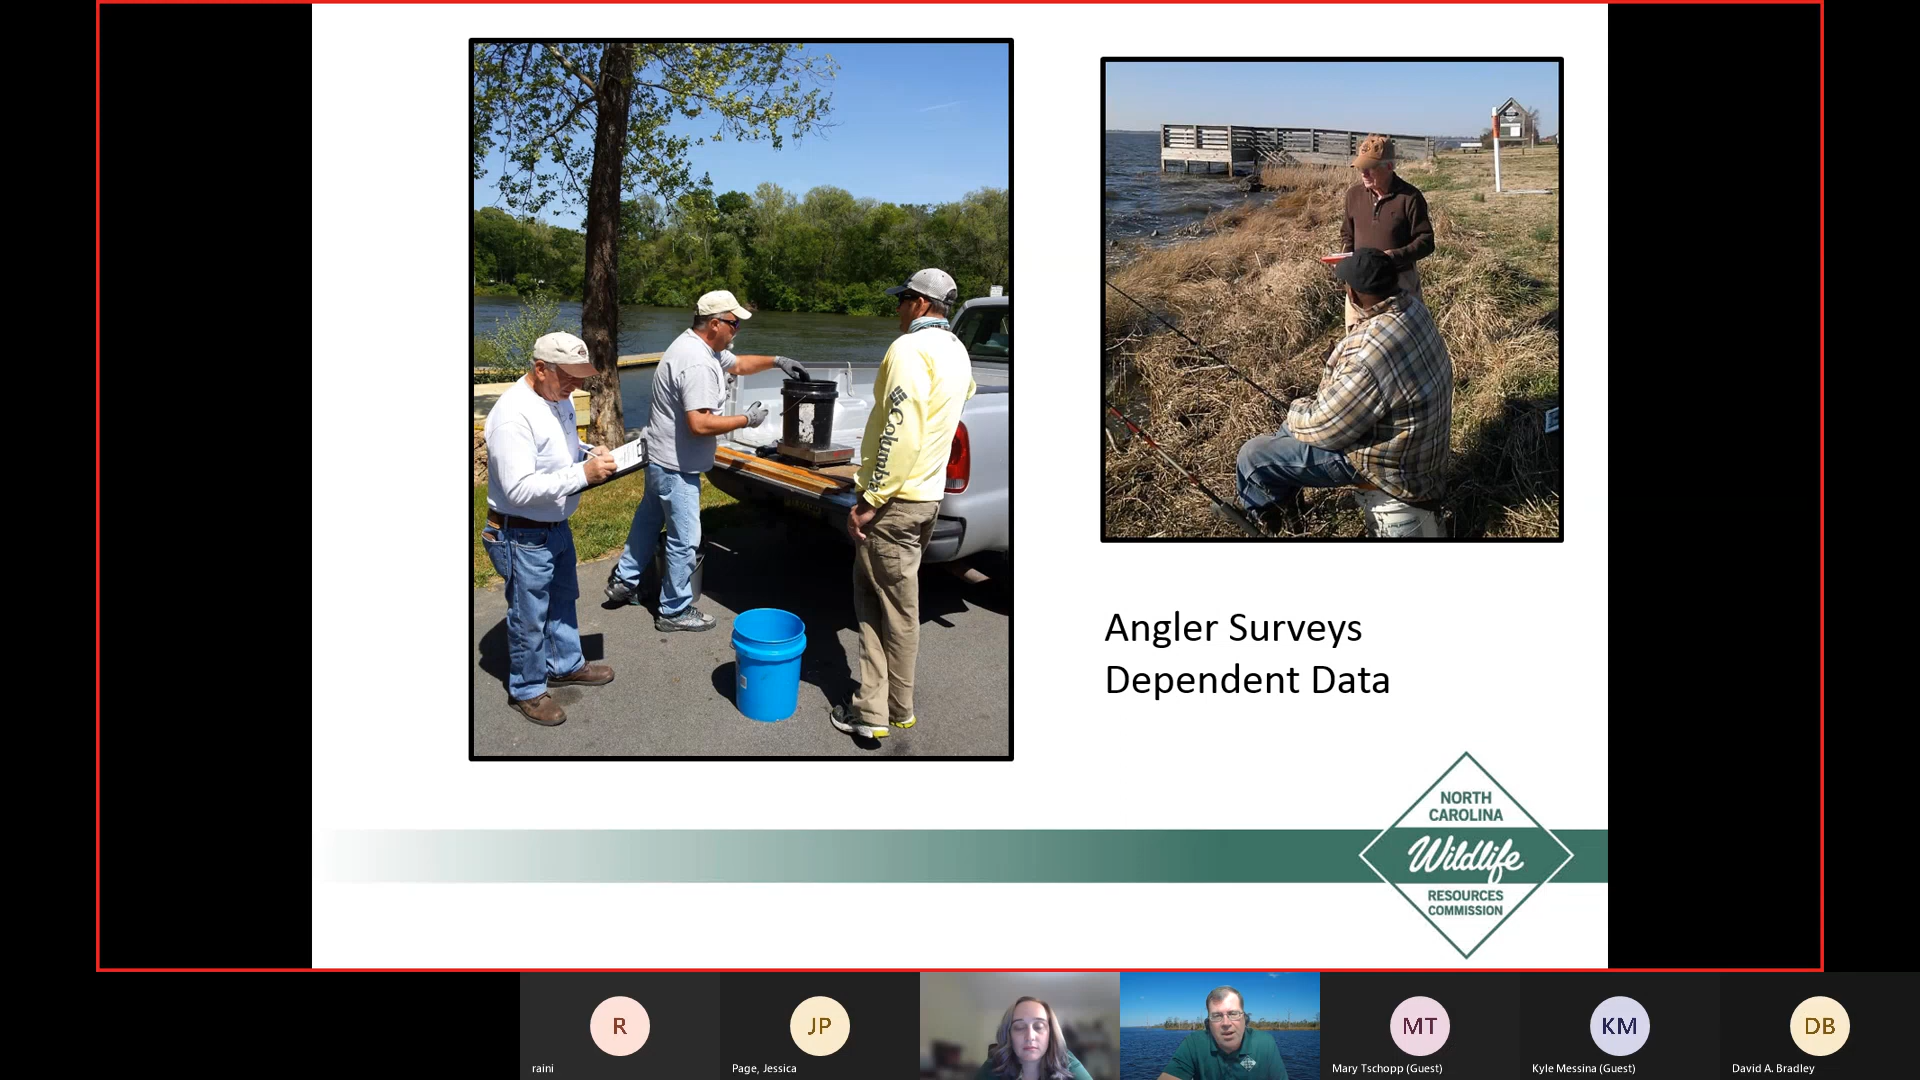 Columbia
Angler Surveys
Dependent Data
NORTH
CAROLINA
Wildlife
RESOURCES
COMMISSION
R
JP
MT
KM
DB
raini
Page, Jessica
Mary Tschopp (Guest)
Kyle Messina (Guest)
David A. Bradley